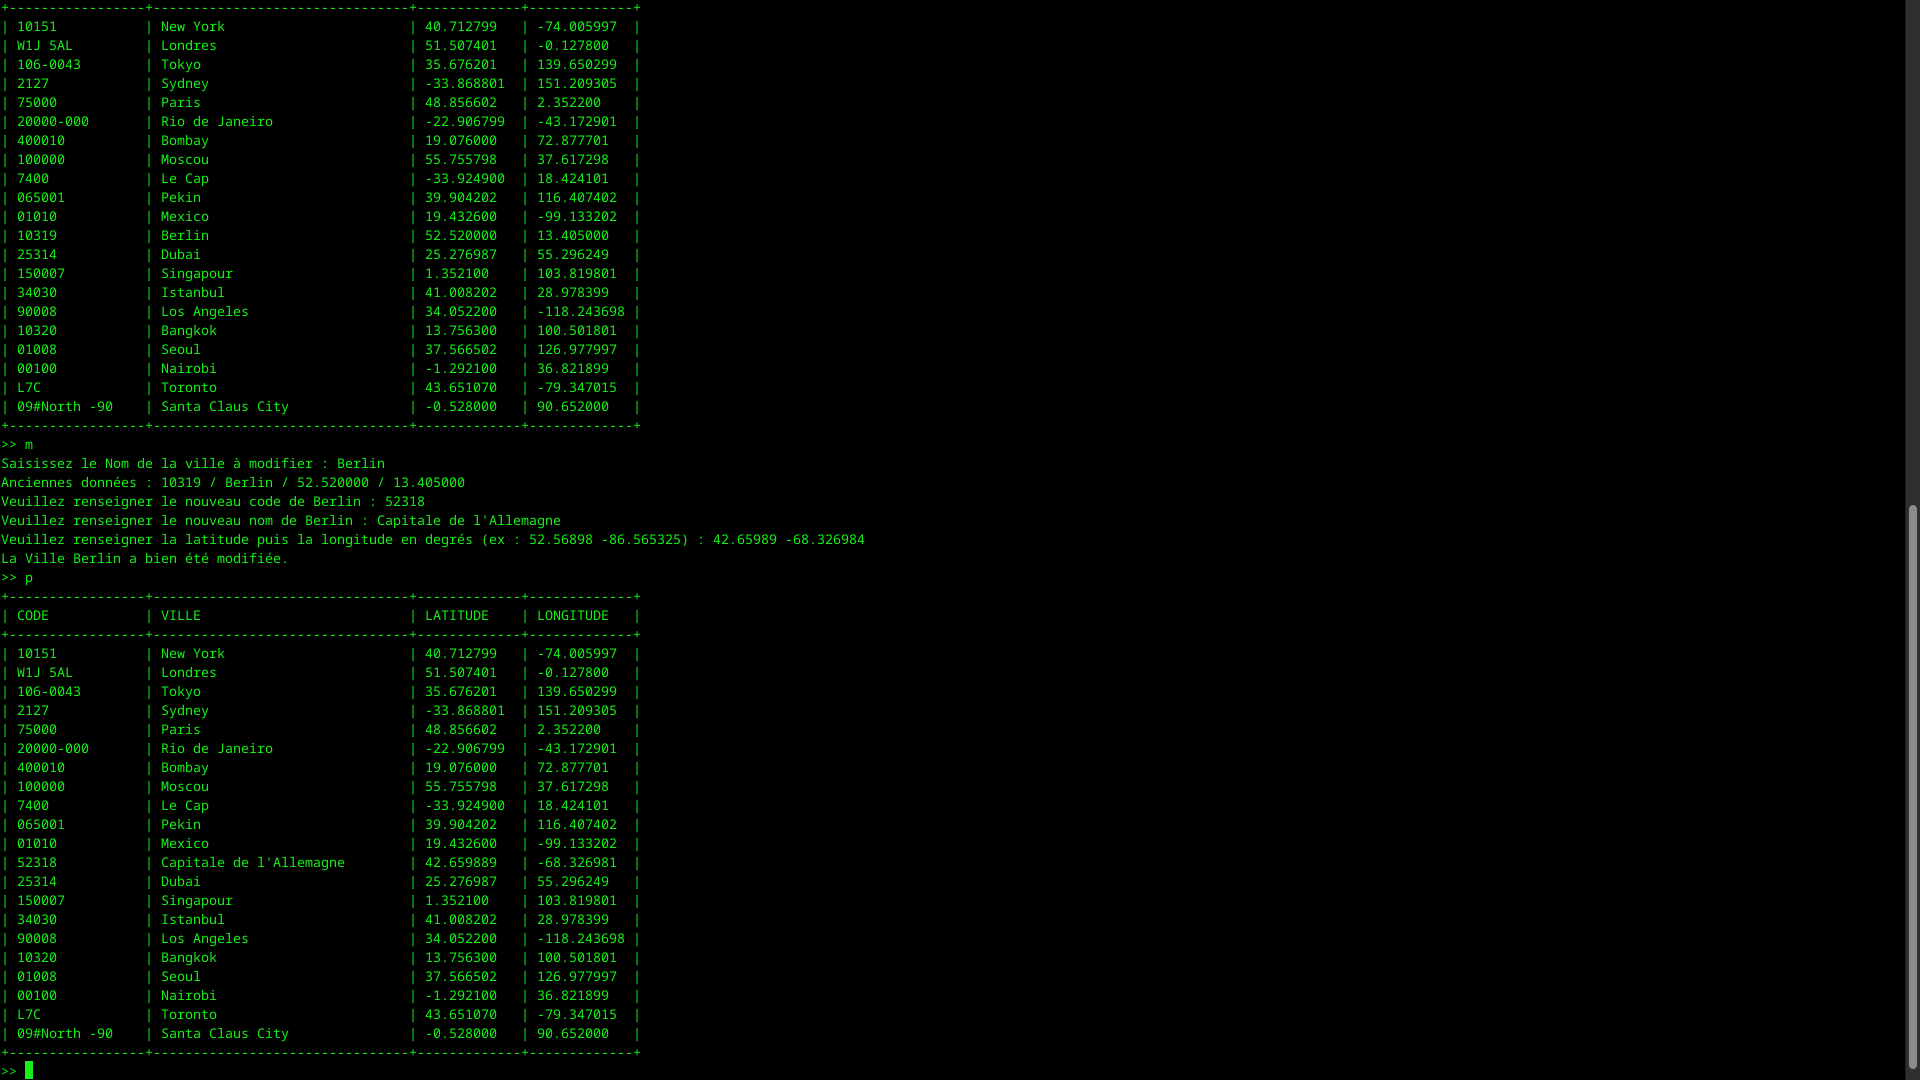 +-----------------+--------------------------------+-------------+-------------+
| 10151           | New York                       | 40.712799   | -74.005997  |
| W1J 5AL         | Londres                        | 51.507401   | -0.127800   |
| 106-0043        | Tokyo                          | 35.676201   | 139.650299  |
| 2127            | Sydney                         | -33.868801  | 151.209305  |
| 75000           | Paris                          | 48.856602   | 2.352200    |
| 20000-000       | Rio de Janeiro                 | -22.906799  | -43.172901  |
| 400010          | Bombay                         | 19.076000   | 72.877701   |
| 100000          | Moscou                         | 55.755798   | 37.617298   |
| 7400            | Le Cap                         | -33.924900  | 18.424101   |
| 065001          | Pekin                          | 39.904202   | 116.407402  |
| 01010           | Mexico                         | 19.432600   | -99.133202  |
| 10319           | Berlin                         | 52.520000   | 13.405000   |
| 25314           | Dubai                          | 25.276987   | 55.296249   |
| 150007          | Singapour                      | 1.352100    | 103.819801  |
| 34030           | Istanbul                       | 41.008202   | 28.978399   |
| 90008           | Los Angeles                    | 34.052200   | -118.243698 |
| 10320           | Bangkok                        | 13.756300   | 100.501801  |
| 01008           | Seoul                          | 37.566502   | 126.977997  |
| 00100           | Nairobi                        | -1.292100   | 36.821899   |
| L7C             | Toronto                        | 43.651070   | -79.347015  |
| 09#North -90    | Santa Claus City               | -0.528000   | 90.652000   |
+-----------------+--------------------------------+-------------+-------------+
>> m
Saisissez le Nom de la ville à modifier : Berlin
Anciennes données : 10319 / Berlin / 52.520000 / 13.405000
Veuillez renseigner le nouveau code de Berlin : 52318
Veuillez renseigner le nouveau nom de Berlin : Capitale de l'Allemagne
Veuillez renseigner la latitude puis la longitude en degrés (ex : 52.56898 -86.565325) : 42.65989 -68.326984
La Ville Berlin a bien été modifiée.
>> p
+-----------------+--------------------------------+-------------+-------------+
| CODE            | VILLE                          | LATITUDE    | LONGITUDE   |
+-----------------+--------------------------------+-------------+-------------+
| 10151           | New York                       | 40.712799   | -74.005997  |
| W1J 5AL         | Londres                        | 51.507401   | -0.127800   |
| 106-0043        | Tokyo                          | 35.676201   | 139.650299  |
| 2127            | Sydney                         | -33.868801  | 151.209305  |
| 75000           | Paris                          | 48.856602   | 2.352200    |
| 20000-000       | Rio de Janeiro                 | -22.906799  | -43.172901  |
| 400010          | Bombay                         | 19.076000   | 72.877701   |
| 100000          | Moscou                         | 55.755798   | 37.617298   |
| 7400            | Le Cap                         | -33.924900  | 18.424101   |
| 065001          | Pekin                          | 39.904202   | 116.407402  |
| 01010           | Mexico                         | 19.432600   | -99.133202  |
| 52318           | Capitale de l'Allemagne        | 42.659889   | -68.326981  |
| 25314           | Dubai                          | 25.276987   | 55.296249   |
| 150007          | Singapour                      | 1.352100    | 103.819801  |
| 34030           | Istanbul                       | 41.008202   | 28.978399   |
| 90008           | Los Angeles                    | 34.052200   | -118.243698 |
| 10320           | Bangkok                        | 13.756300   | 100.501801  |
| 01008           | Seoul                          | 37.566502   | 126.977997  |
| 00100           | Nairobi                        | -1.292100   | 36.821899   |
| L7C             | Toronto                        | 43.651070   | -79.347015  |
| 09#North -90    | Santa Claus City               | -0.528000   | 90.652000   |
+-----------------+--------------------------------+-------------+-------------+
>>